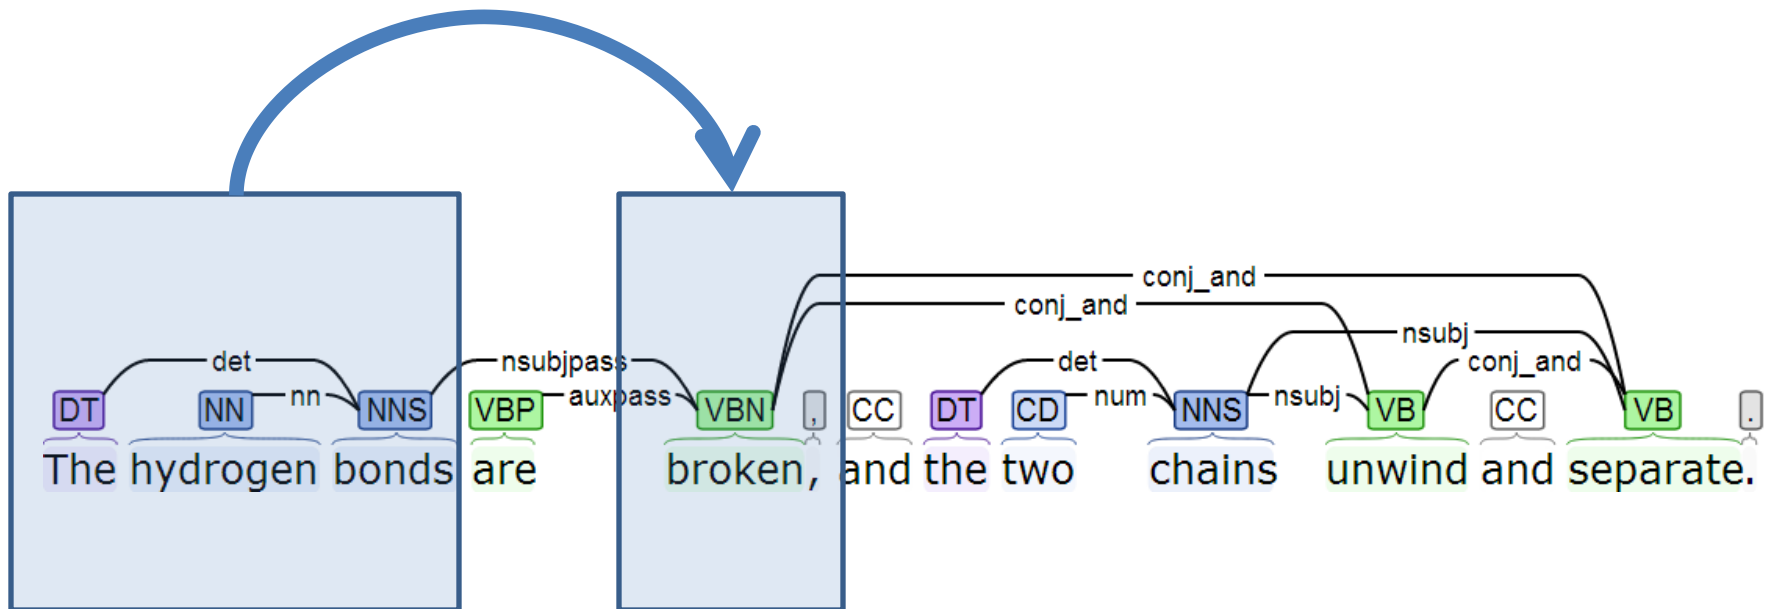 conj_and
conj_and
nsubj
det nsubjpass det conj_and
DT NN nn NNS VBP auxpass VBN , CC DT CD num NNS nsubj VB CC VB .
The hydrogen bonds are broken, and the two chains unwind and separate.